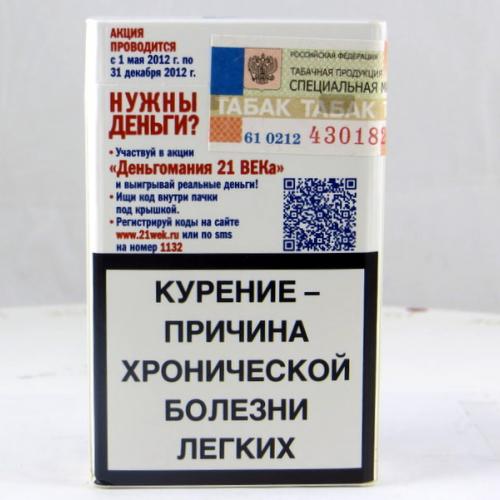 АКЦИЯ
ПРОВОДИТСЯ
с 1 мая 2012 г. по
31 декабря 2012 г.
НУЖНЫ
ДЕНЬГИ?
• Участвуй в акции
«Деньгомания 21 ВЕКа»
и выигрывай реальные деньги!
• Ищи код внутри пачки
под крышкой.
• Регистрируй коды на сайте
www.21wek.ru или по sms
на номер 1132
РОССИЙСКАЯ ФЕДЕРАЦИЯ
ТАБАЧНАЯ ПРОДУКЦИЯ
СПЕЦИАЛЬНАЯ М
ТАБАК ТАБАК Т
61 0212 430182
КУРЕНИЕ –
ПРИЧИНА
ХРОНИЧЕСКОЙ
БОЛЕЗНИ
ЛЕГКИХ